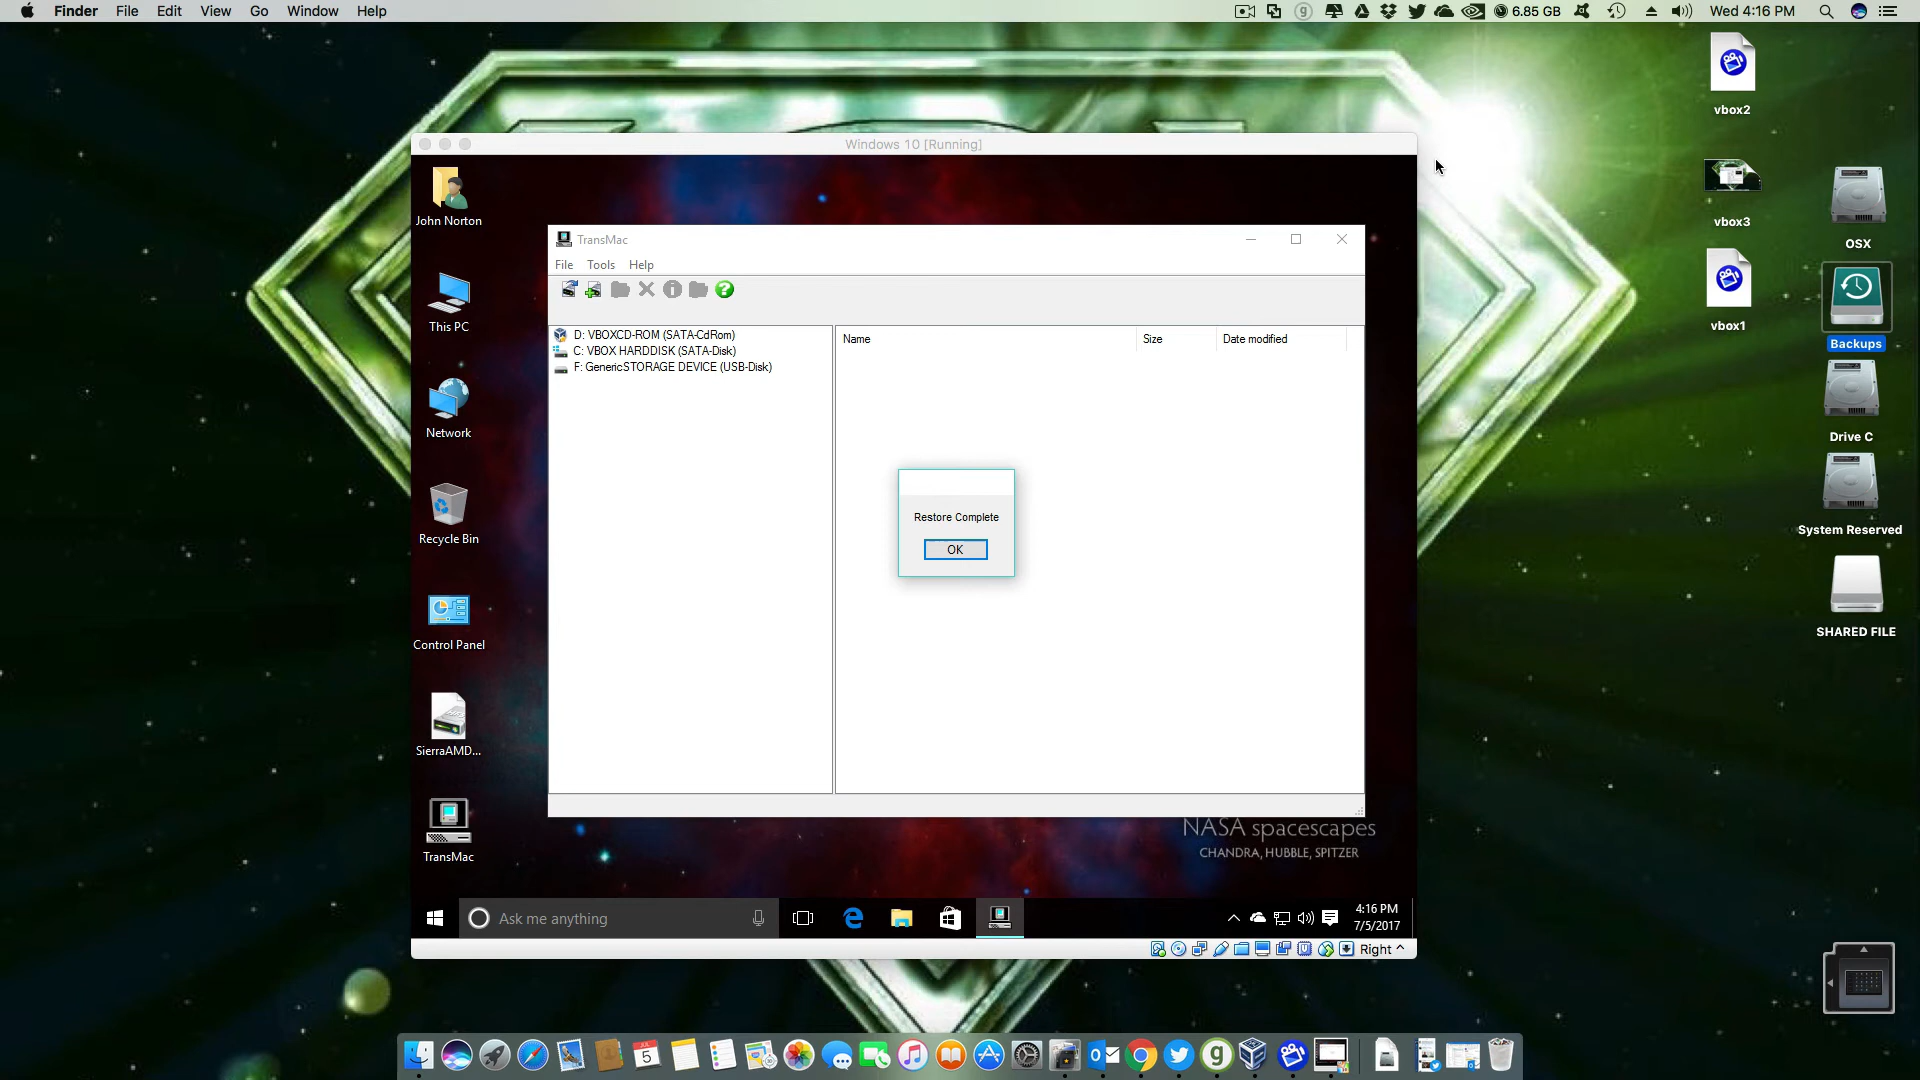 Finder File Edit View Go Window Help
6.85 GB Wed 4:16 PM
vbox2
vbox3
vbox1
OSX
Backups
Drive C
System Reserved
SHARED FILE
Windows 10 [Running]
John Norton
This PC
Network
Recycle Bin
Control Panel
SierraAMD...
TransMac
TransMac
File Tools Help
D: VBOXCD-ROM (SATA-CdRom)
C: VBOX HARDDISK (SATA-Disk)
F: GenericSTORAGE DEVICE (USB-Disk)
Name Size Date modified
Restore Complete
OK
NASA spacescapes
CHANDRA, HUBBLE, SPITZER
Ask me anything
4:16 PM
7/5/2017
Right ^
JUL
5